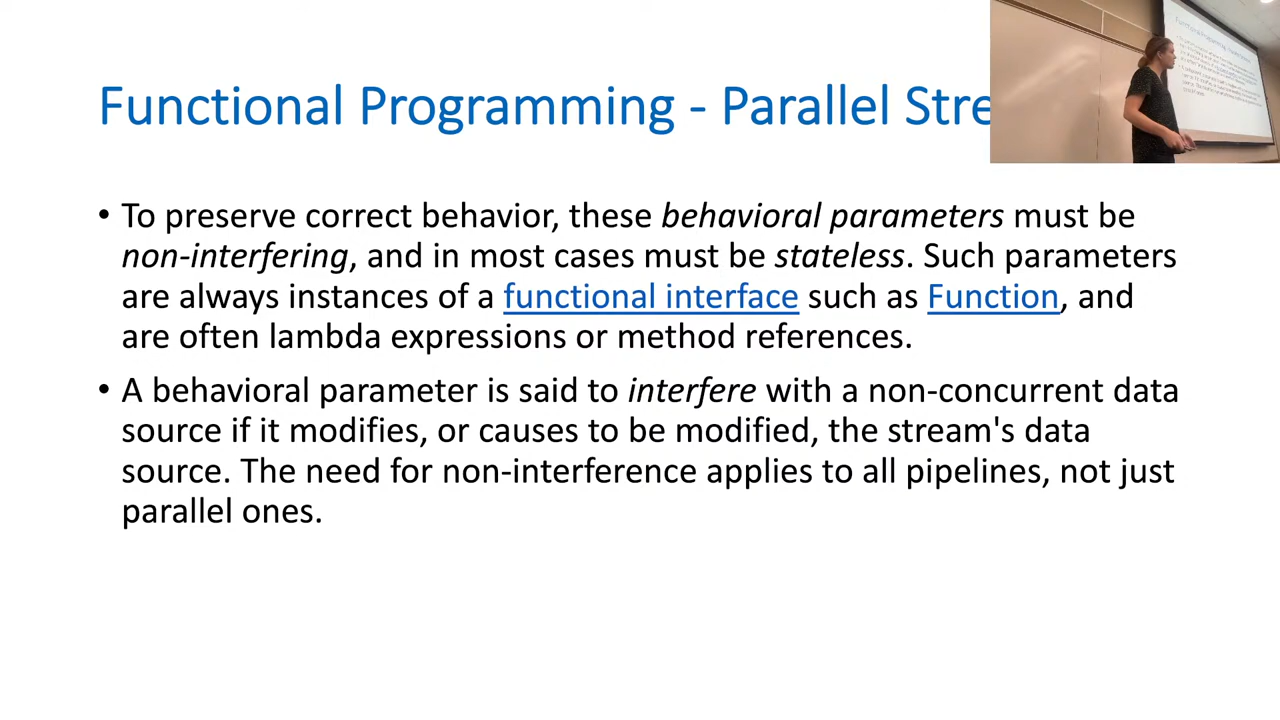 Functional Programming - Parallel Stre
• To preserve correct behavior, these behavioral parameters must be
non-interfering, and in most cases must be stateless. Such parameters
are always instances of a functional interface such as Function, and
are often lambda expressions or method references.
• A behavioral parameter is said to interfere with a non-concurrent data
source if it modifies, or causes to be modified, the stream's data
source. The need for non-interference applies to all pipelines, not just
parallel ones.